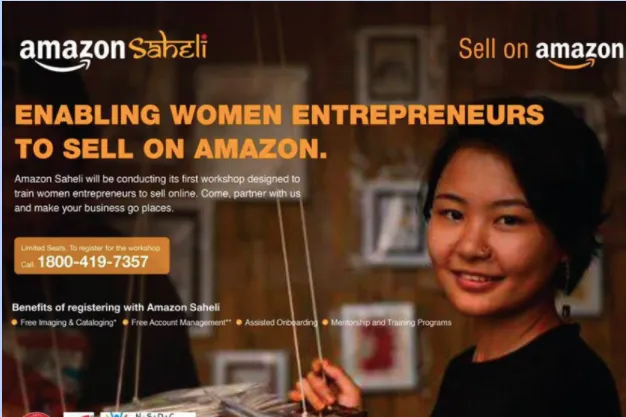 amazon Saheli
Sell on amazon
ENABLING WOMEN ENTREPRENEURS
TO SELL ON AMAZON.
Amazon Saheli will be conducting its first workshop designed to
train women entrepreneurs to sell online. Come, partner with us
and make your business go places.
Limited Seats. To register for the workshop
Call: 1800-419-7357
Benefits of registering with Amazon Saheli
Free Imaging & Cataloging* Free Account Management** Assisted Onboarding Mentorship and Training Programs